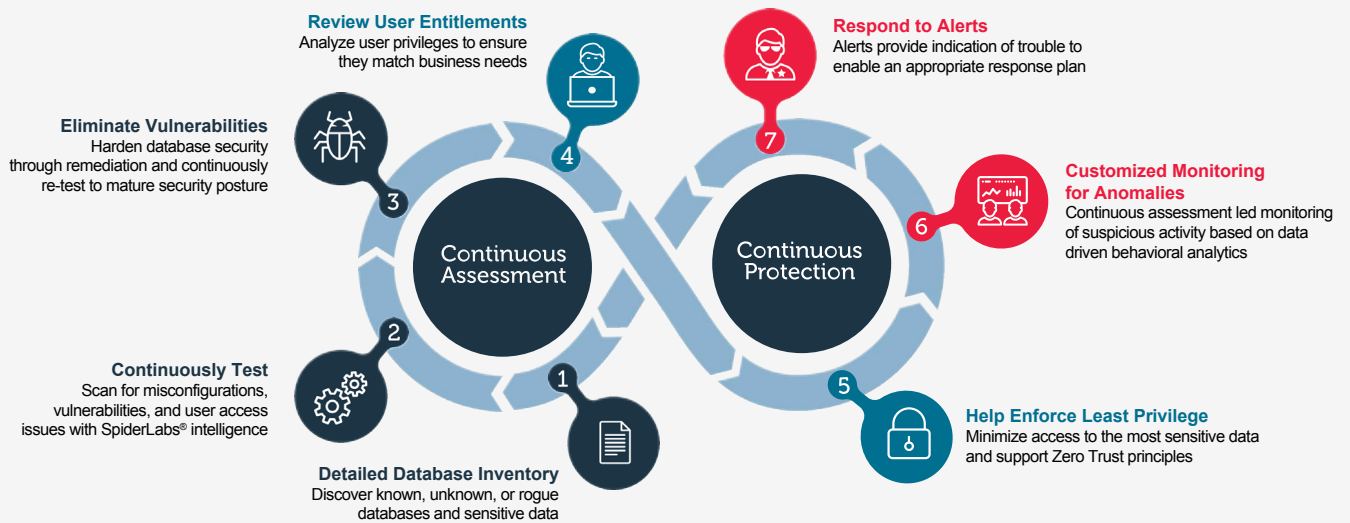 Review User Entitlements
Analyze user privileges to ensure
they match business needs
4
Eliminate Vulnerabilities
Harden database security
through remediation and continuously
re-test to mature security posture
3
Continuous
Assessment
2
Continuously Test
Scan for misconfigurations,
vulnerabilities, and user access
issues with SpiderLabs® intelligence
1
Detailed Database Inventory
Discover known, unknown, or rogue
databases and sensitive data
Respond to Alerts
Alerts provide indication of trouble to
enable an appropriate response plan
7
Customized Monitoring
for Anomalies
Continuous assessment led monitoring
of suspicious activity based on data
driven behavioral analytics
6
Continuous
Protection
5
Help Enforce Least Privilege
Minimize access to the most sensitive data
and support Zero Trust principles